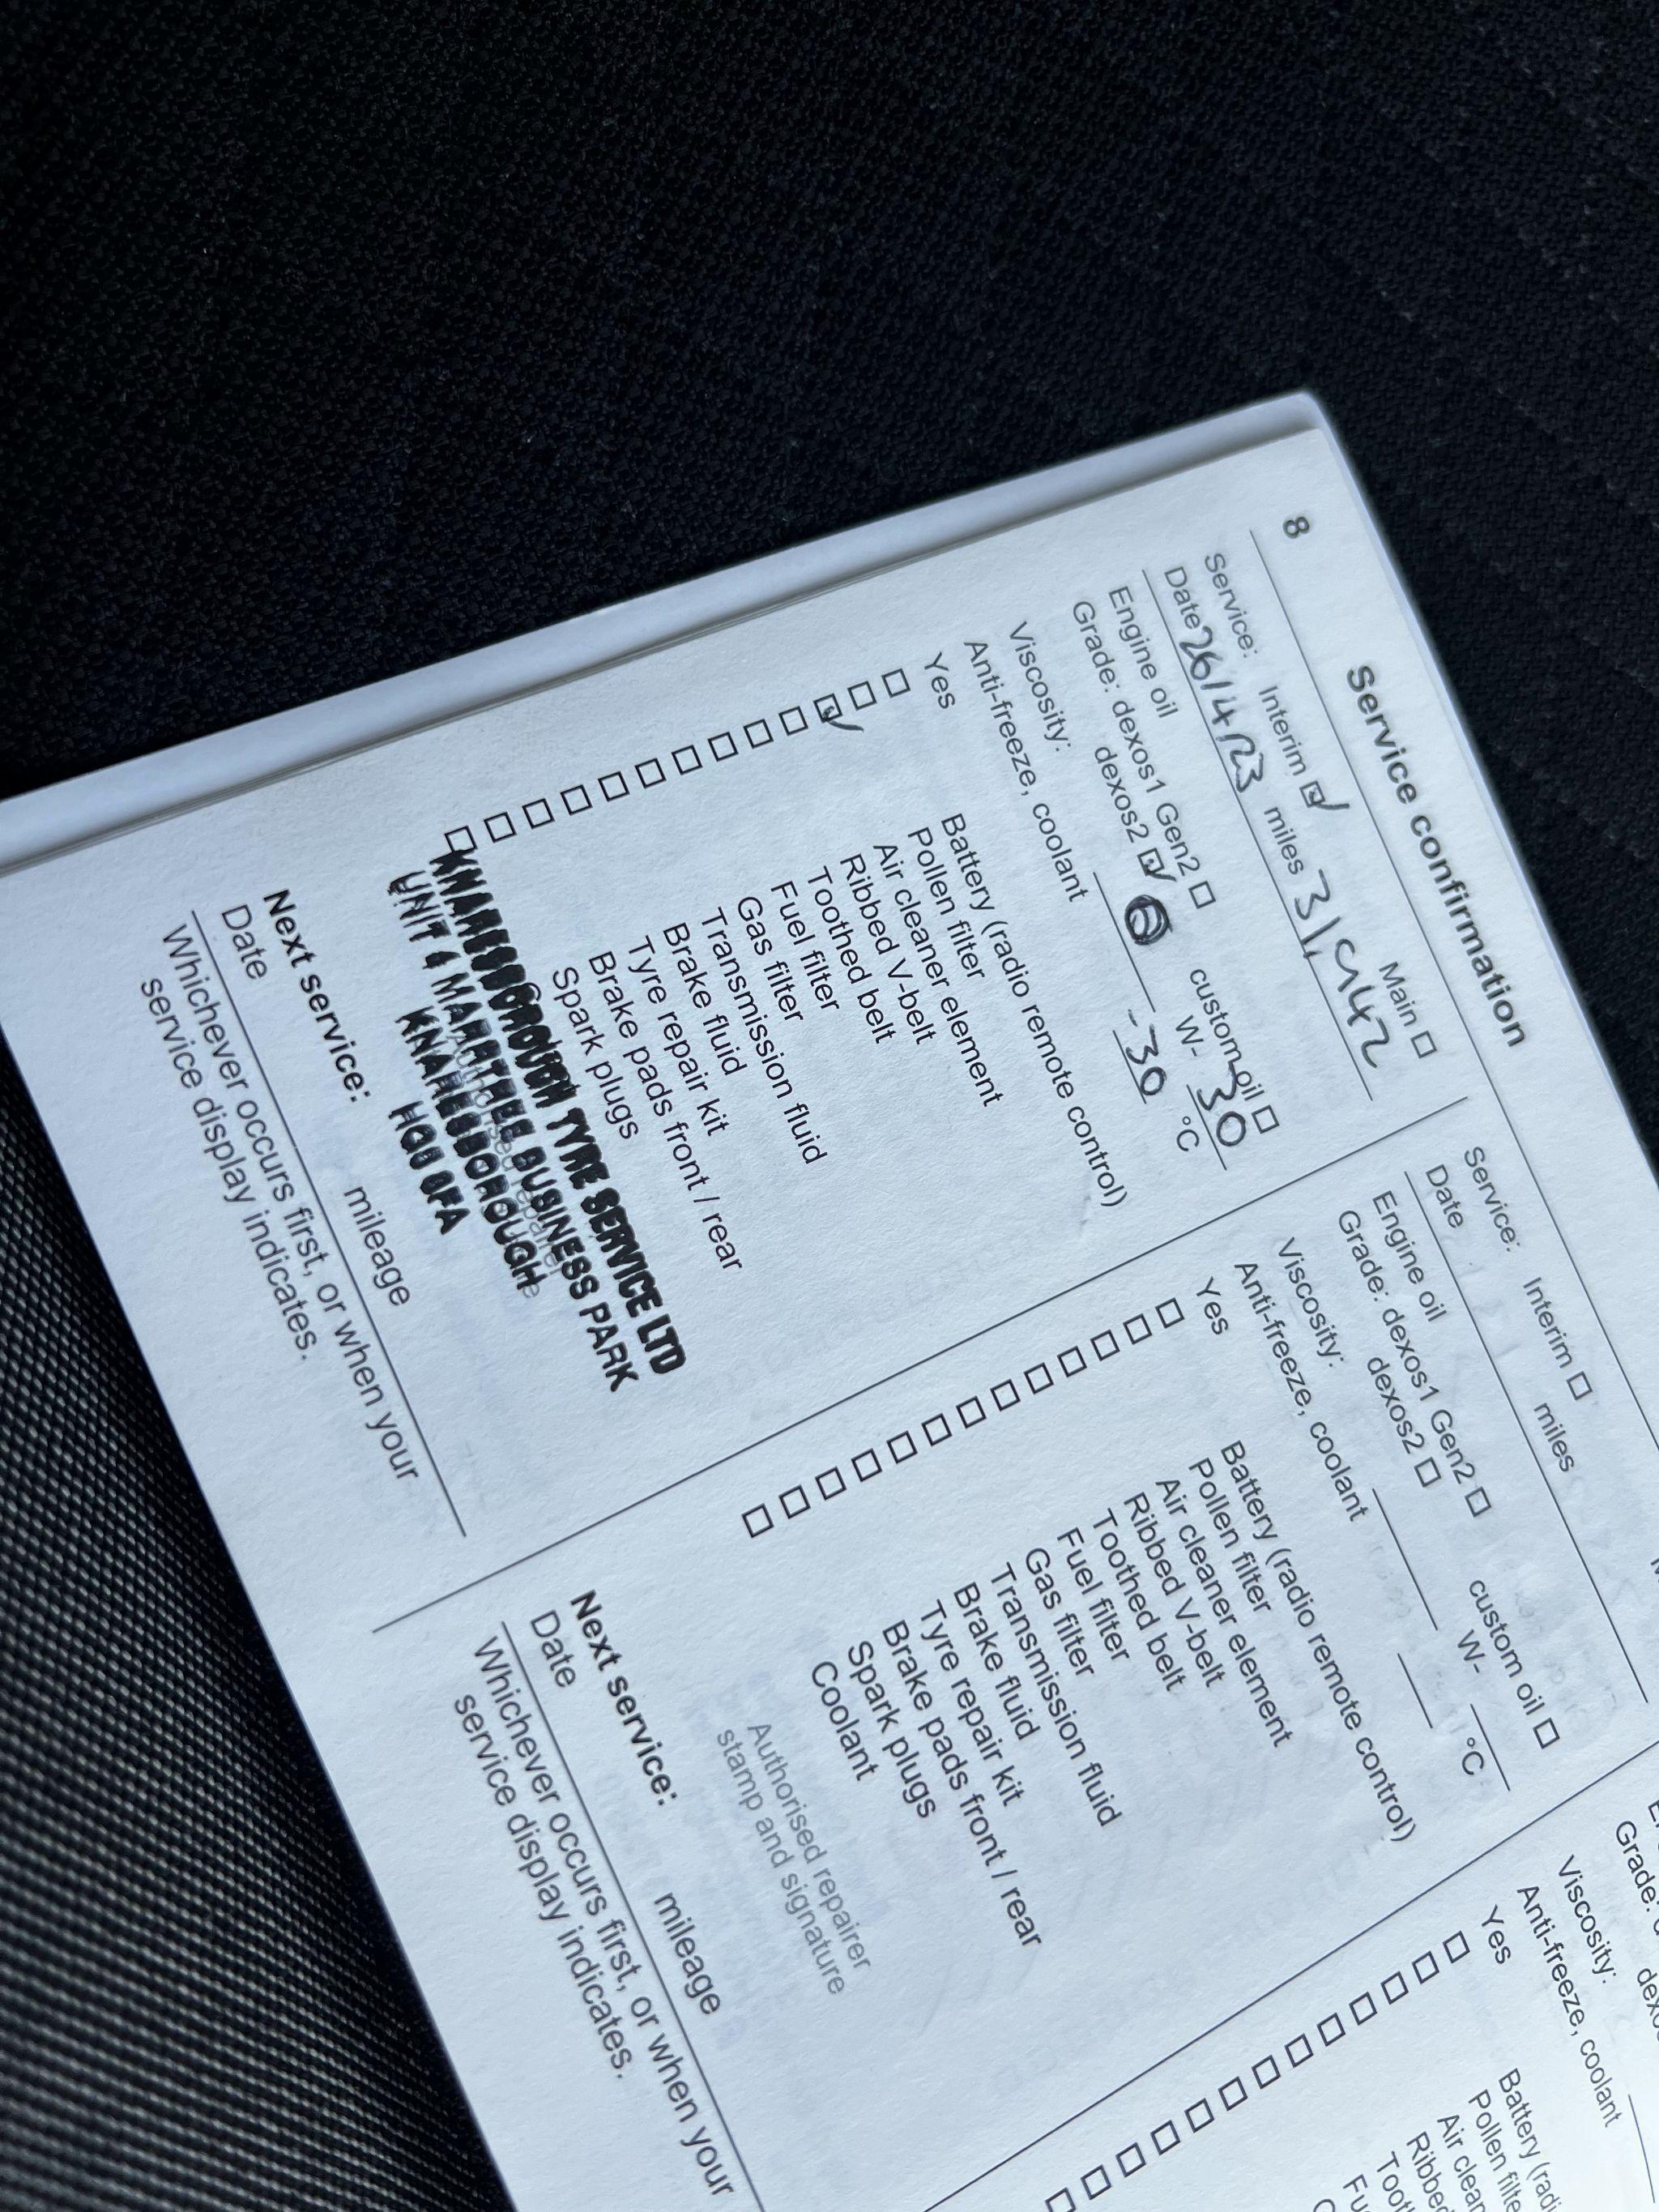 8
Service confirmation
Service: Interim Main
Date 26/4/23 miles 31,942
Engine oil
Grade: dexos1 Gen2 custom oil
dexos2 W-30
Viscosity:
Anti-freeze, coolant -30 °C
Yes
Battery (radio remote control)
Pollen filter
Air cleaner element
Ribbed V-belt
Toothed belt
Fuel filter
Gas filter
Transmission fluid
Brake fluid
Tyre repair kit
Brake pads front / rear
Spark plugs
KNARESBOROUGH TYRE SERVICE LTD
UNIT 4 MARTREE BUSINESS PARK
KNARESBOROUGH
HG5 0FA
Next service:
Date mileage
Whichever occurs first, or when your
service display indicates.
Service: Interim
Date miles
Engine oil
Grade: dexos1 Gen2 custom oil
dexos2 W-
Viscosity:
Anti-freeze, coolant °C
Yes
Battery (radio remote control)
Pollen filter
Air cleaner element
Ribbed V-belt
Toothed belt
Fuel filter
Gas filter
Transmission fluid
Brake fluid
Tyre repair kit
Brake pads front / rear
Spark plugs
Coolant
Authorised repairer
stamp and signature
Next service:
Date mileage
Whichever occurs first, or when your
service display indicates.
Grade:
Viscosity:
Anti-freeze, coolant
Yes
Battery
Pollen